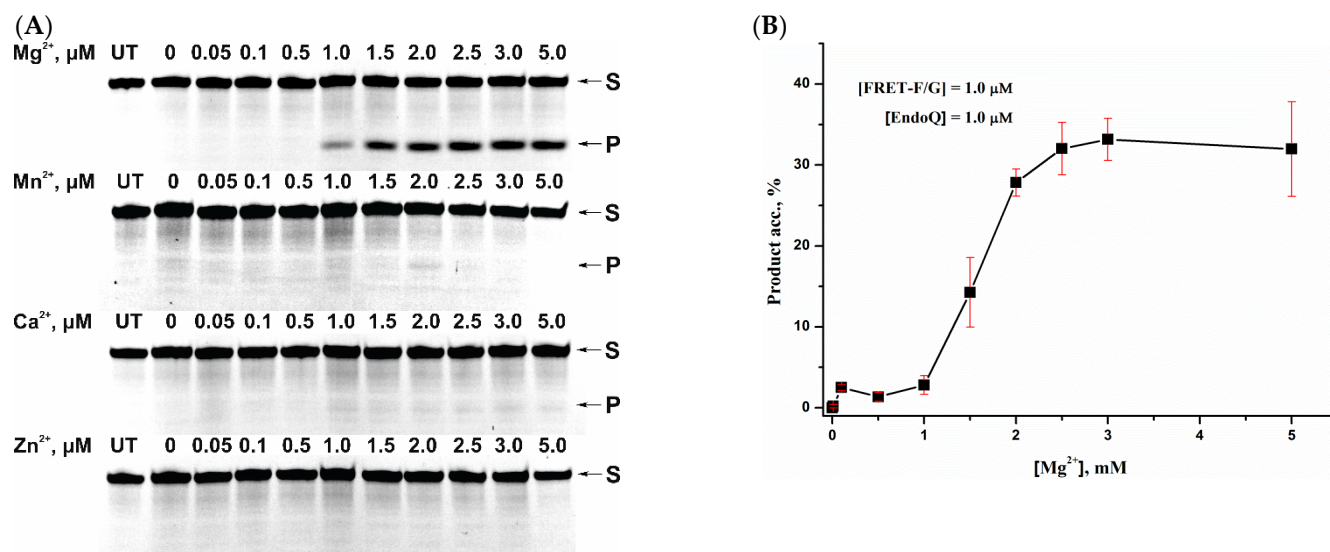 (A)
Mg²⁺, µM UT 0 0.05 0.1 0.5 1.0 1.5 2.0 2.5 3.0 5.0
S
P
Mn²⁺, µM UT 0 0.05 0.1 0.5 1.0 1.5 2.0 2.5 3.0 5.0
S
P
Ca²⁺, µM UT 0 0.05 0.1 0.5 1.0 1.5 2.0 2.5 3.0 5.0
S
P
Zn²⁺, µM UT 0 0.05 0.1 0.5 1.0 1.5 2.0 2.5 3.0 5.0
S
(B)
Product acc., %
40
30
20
10
0
[FRET-F/G] = 1.0 µM
[EndoQ] = 1.0 µM
0 1 2 3 4 5
[Mg²⁺], mM